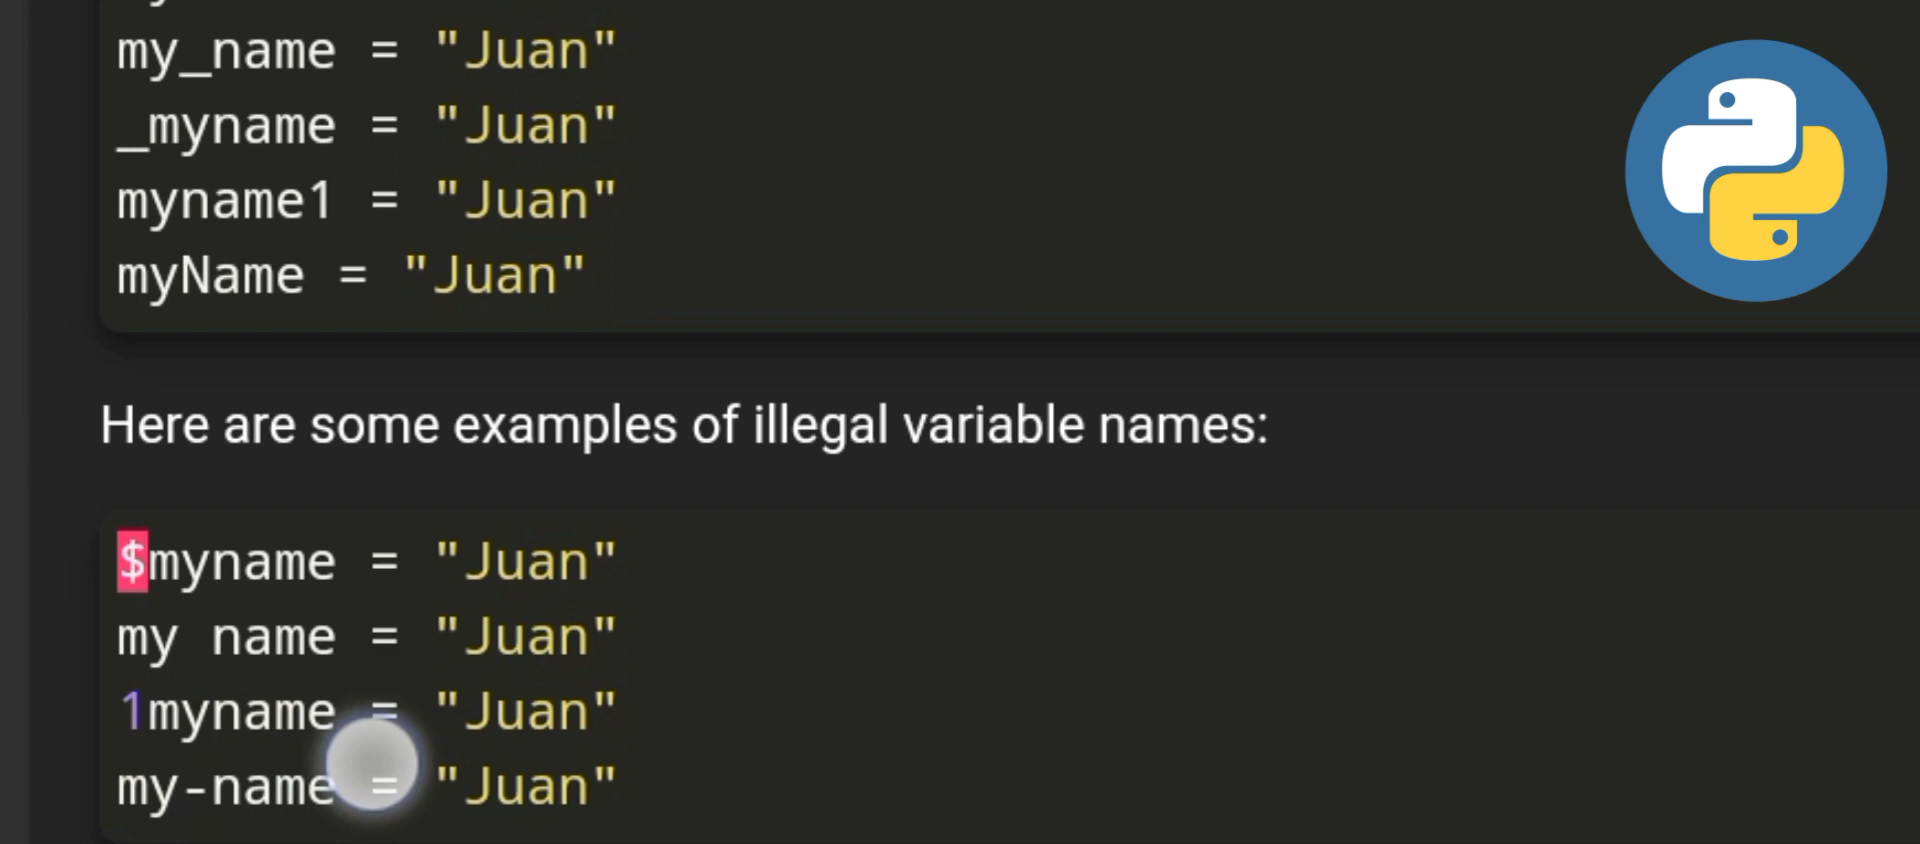 my_name = "Juan"
_myname = "Juan"
myname1 = "Juan"
myName = "Juan"
Here are some examples of illegal variable names:
$myname = "Juan"
my name = "Juan"
1myname = "Juan"
my-name = "Juan"